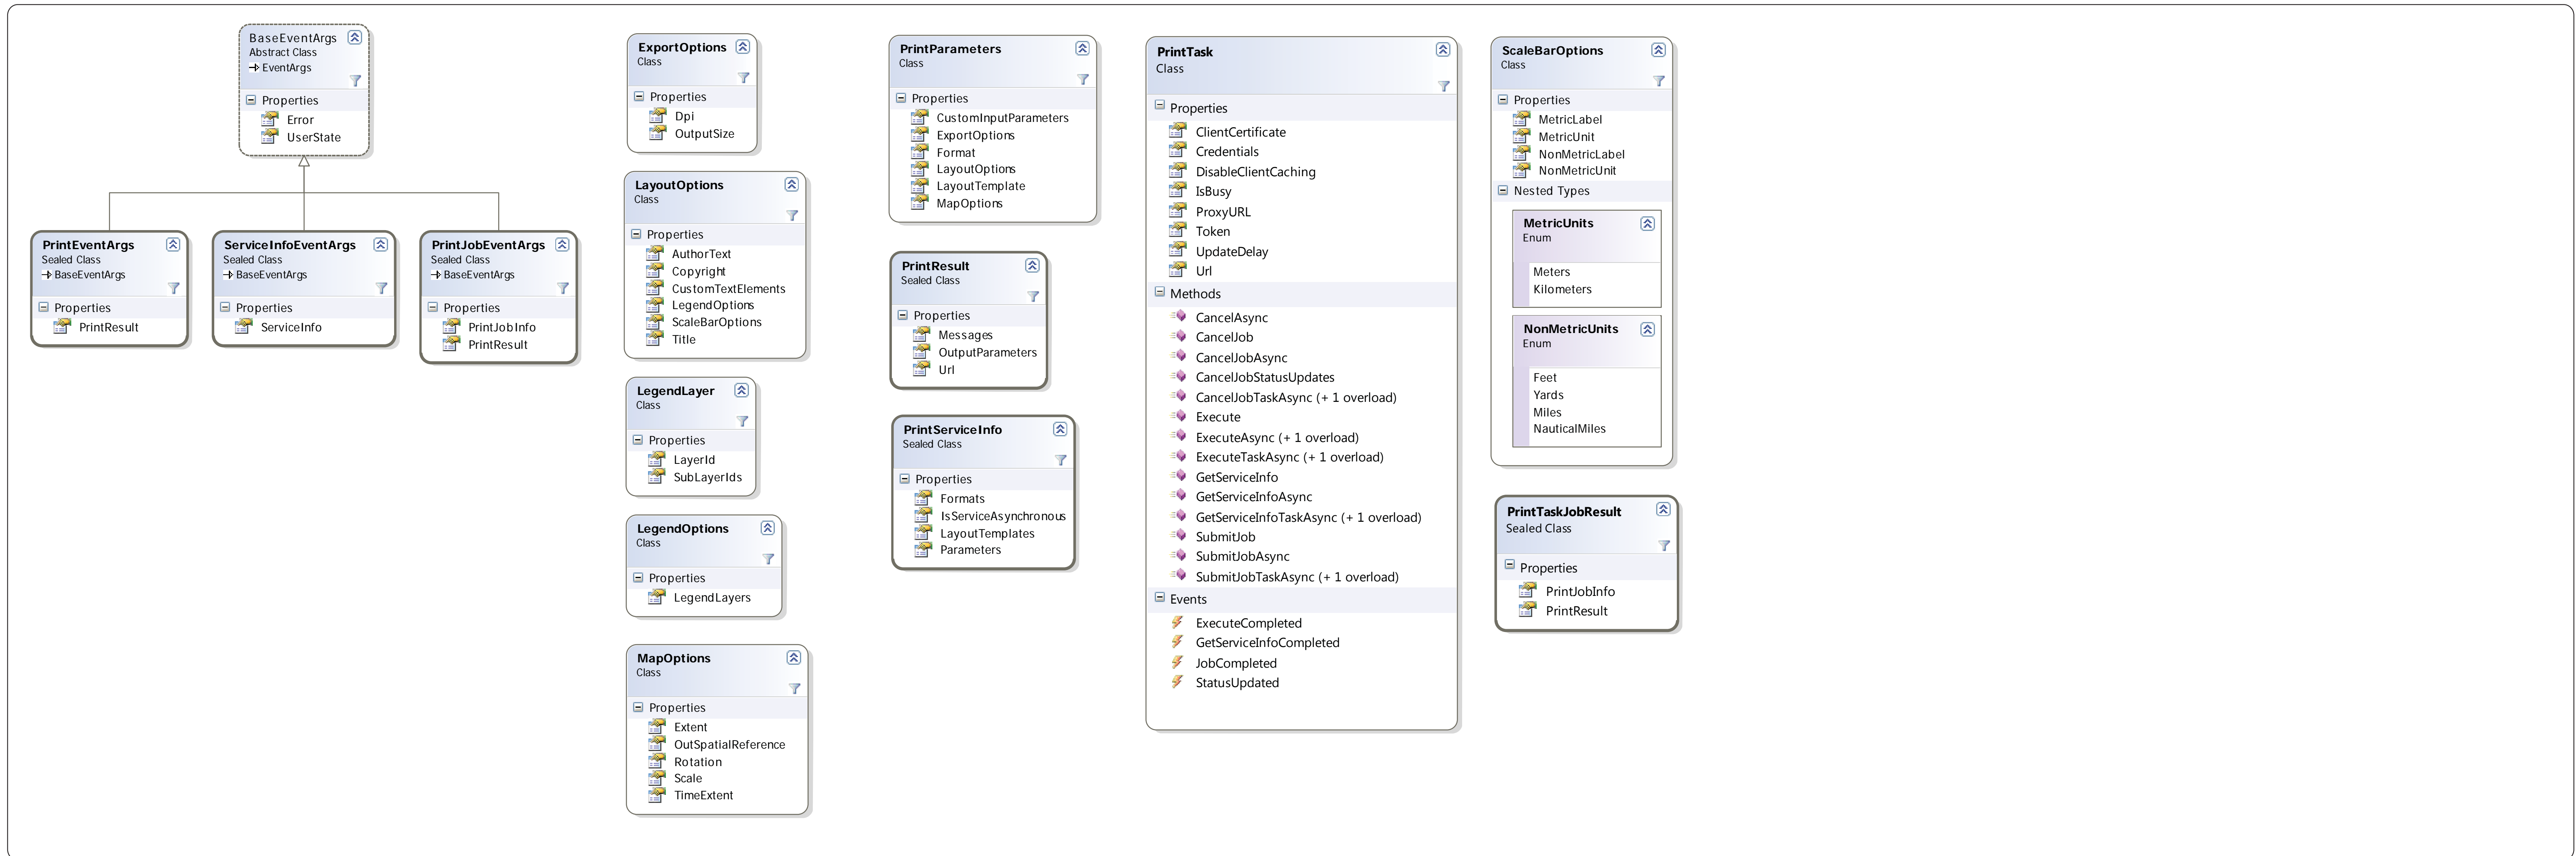 BaseEventArgs
Abstract Class
EventArgs
Properties
Error
UserState
PrintEventArgs
Sealed Class
BaseEventArgs
Properties
PrintResult
ServiceInfoEventArgs
Sealed Class
BaseEventArgs
Properties
ServiceInfo
PrintJobEventArgs
Sealed Class
BaseEventArgs
Properties
PrintJobInfo
PrintResult
ExportOptions
Class
Properties
Dpi
OutputSize
LayoutOptions
Class
Properties
AuthorText
Copyright
CustomTextElements
LegendOptions
ScaleBarOptions
Title
LegendLayer
Class
Properties
LayerId
SubLayerIds
LegendOptions
Class
Properties
LegendLayers
MapOptions
Class
Properties
Extent
OutSpatialReference
Rotation
Scale
TimeExtent
PrintParameters
Class
Properties
CustomInputParameters
ExportOptions
Format
LayoutOptions
LayoutTemplate
MapOptions
PrintResult
Sealed Class
Properties
Messages
OutputParameters
Url
PrintServiceInfo
Sealed Class
Properties
Formats
IsServiceAsynchronous
LayoutTemplates
Parameters
PrintTask
Class
Properties
ClientCertificate
Credentials
DisableClientCaching
IsBusy
ProxyURL
Token
UpdateDelay
Url
Methods
CancelAsync
CancelJob
CancelJobAsync
CancelJobStatusUpdates
CancelJobTaskAsync (+ 1 overload)
Execute
ExecuteAsync (+ 1 overload)
ExecuteTaskAsync (+ 1 overload)
GetServiceInfo
GetServiceInfoAsync
GetServiceInfoTaskAsync (+ 1 overload)
SubmitJob
SubmitJobAsync
SubmitJobTaskAsync (+ 1 overload)
Events
ExecuteCompleted
GetServiceInfoCompleted
JobCompleted
StatusUpdated
ScaleBarOptions
Class
Properties
MetricLabel
MetricUnit
NonMetricLabel
NonMetricUnit
Nested Types
MetricUnits
Enum
Meters
Kilometers
NonMetricUnits
Enum
Feet
Yards
Miles
NauticalMiles
PrintTaskJobResult
Sealed Class
Properties
PrintJobInfo
PrintResult